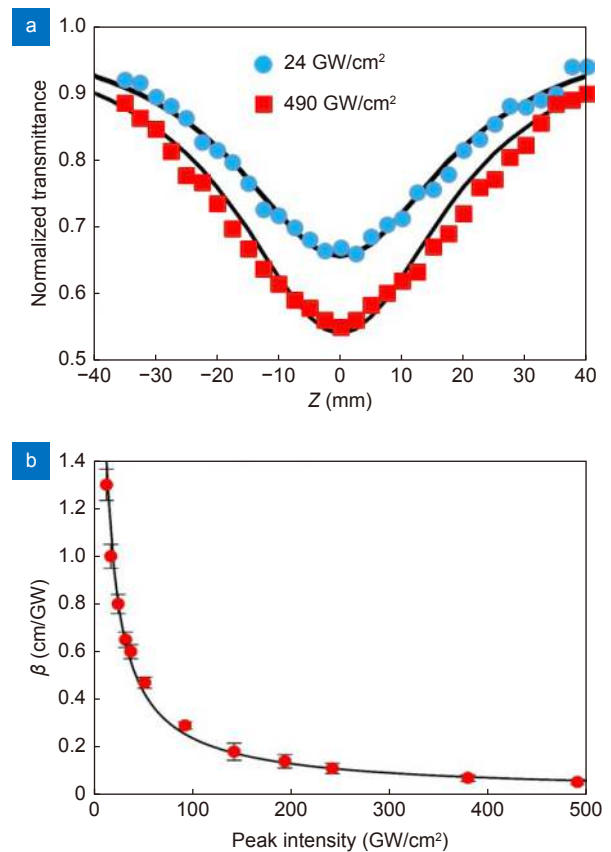 a
1.0
0.9
0.8
0.7
0.6
0.5
Normalized transmittance
24 GW/cm²
490 GW/cm²
−40 −30 −20 −10 0 10 20 30 40
Z (mm)
b
1.4
1.2
1.0
0.8
0.6
0.4
0.2
0
β (cm/GW)
0 100 200 300 400 500
Peak intensity (GW/cm²)